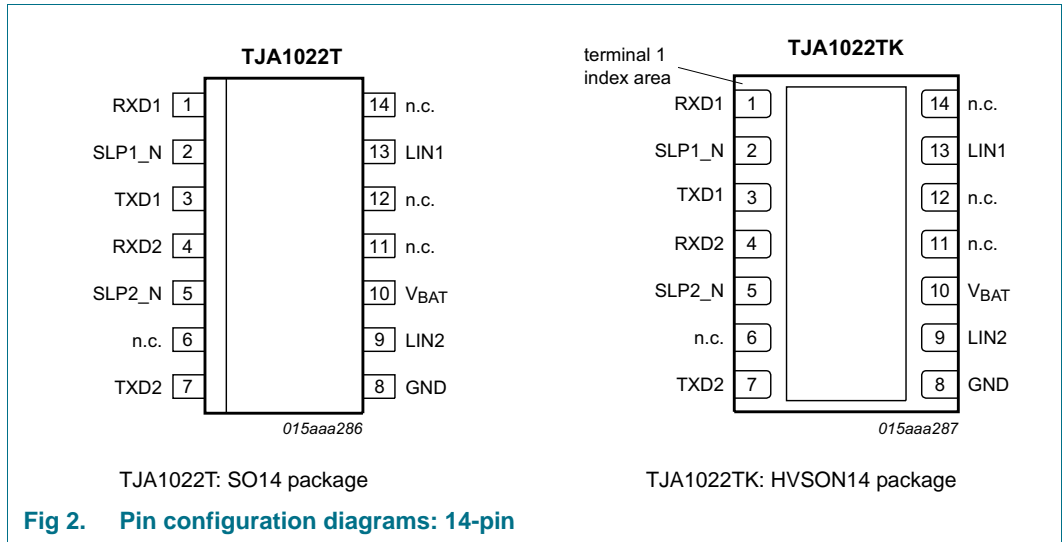 TJA1022T
RXD1 1
14 n.c.
SLP1_N 2
13 LIN1
TXD1 3
12 n.c.
RXD2 4
11 n.c.
SLP2_N 5
10 VBAT
n.c. 6
9 LIN2
TXD2 7
8 GND
015aaa286
TJA1022T: SO14 package
TJA1022TK
terminal 1
index area
RXD1 1
14 n.c.
SLP1_N 2
13 LIN1
TXD1 3
12 n.c.
RXD2 4
11 n.c.
SLP2_N 5
10 VBAT
n.c. 6
9 LIN2
TXD2 7
8 GND
015aaa287
TJA1022TK: HVSON14 package
Fig 2. Pin configuration diagrams: 14-pin